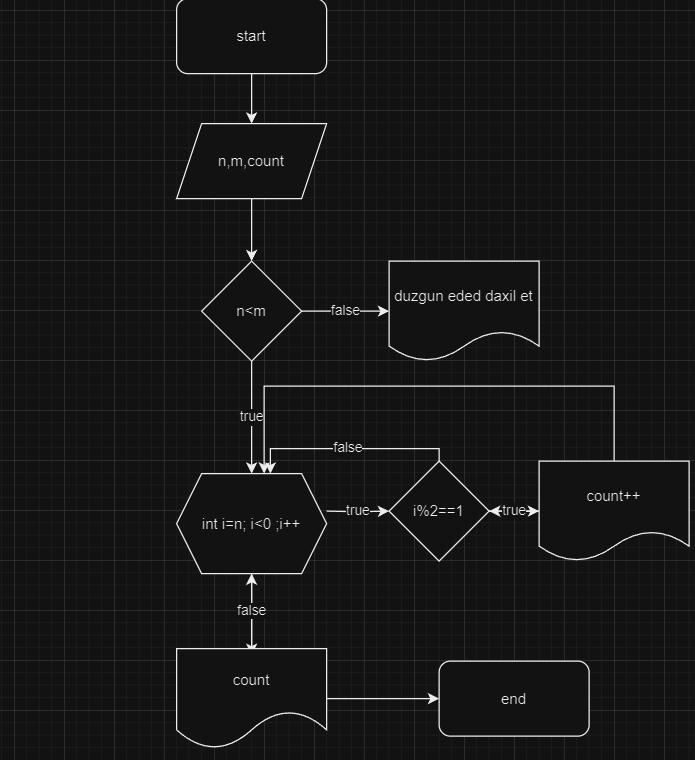 start
n,m,count
n<m
false
duzgun eded daxil et
true
false
int i=n; i<0 ;i++
true
i%2==1
true
count++
false
count
end